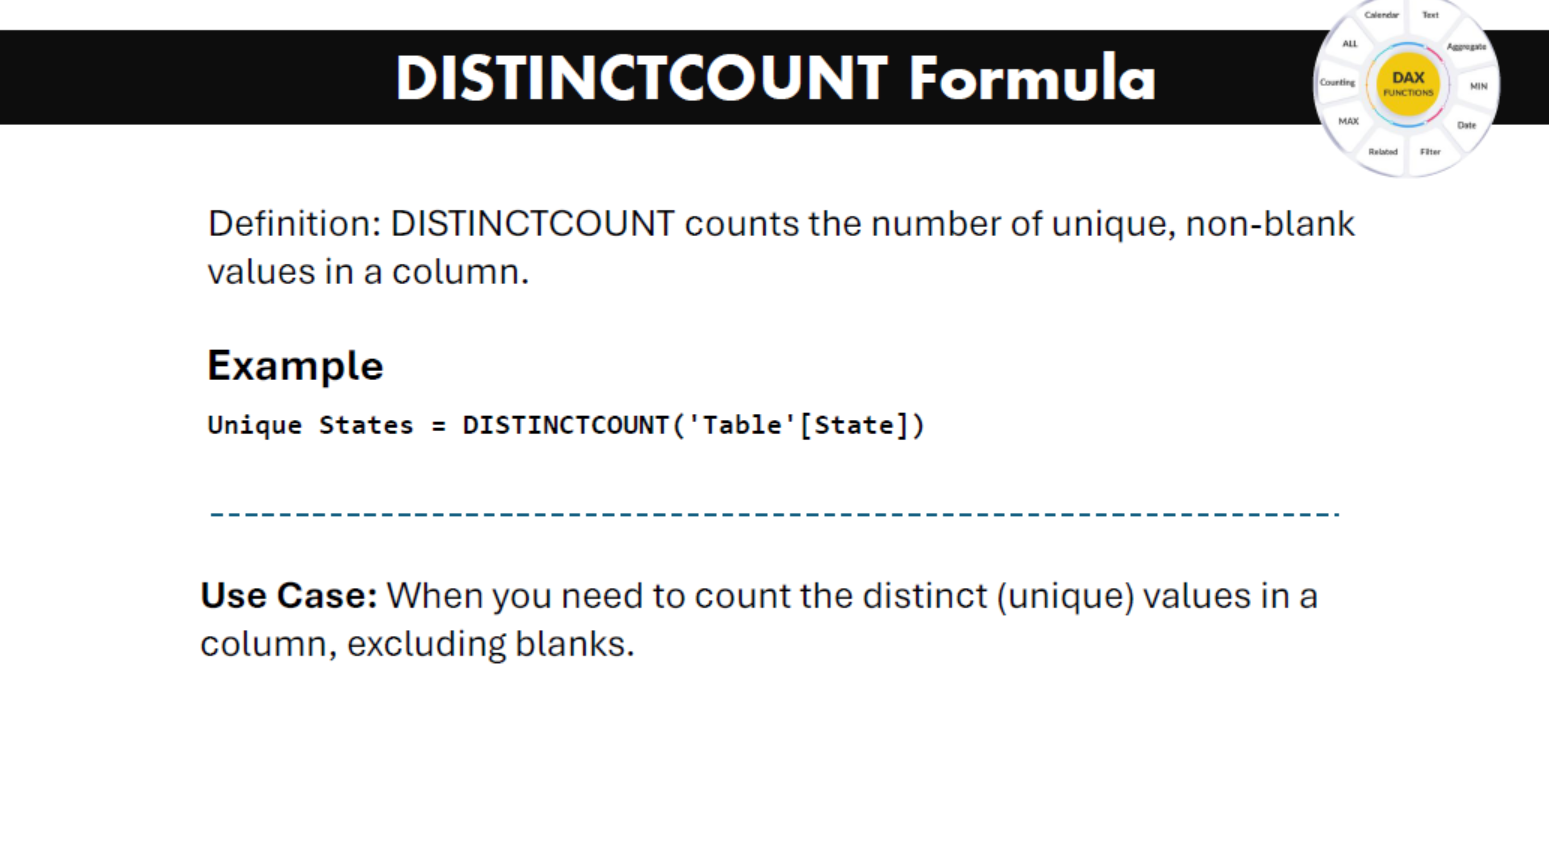 DISTINCTCOUNT Formula
Calendar
Text
ALL
Aggregate
Counting
DAX
FUNCTIONS
MIN
MAX
Date
Related
Filter
Definition: DISTINCTCOUNT counts the number of unique, non-blank
values in a column.
Example
Unique States = DISTINCTCOUNT('Table'[State])
Use Case: When you need to count the distinct (unique) values in a
column, excluding blanks.